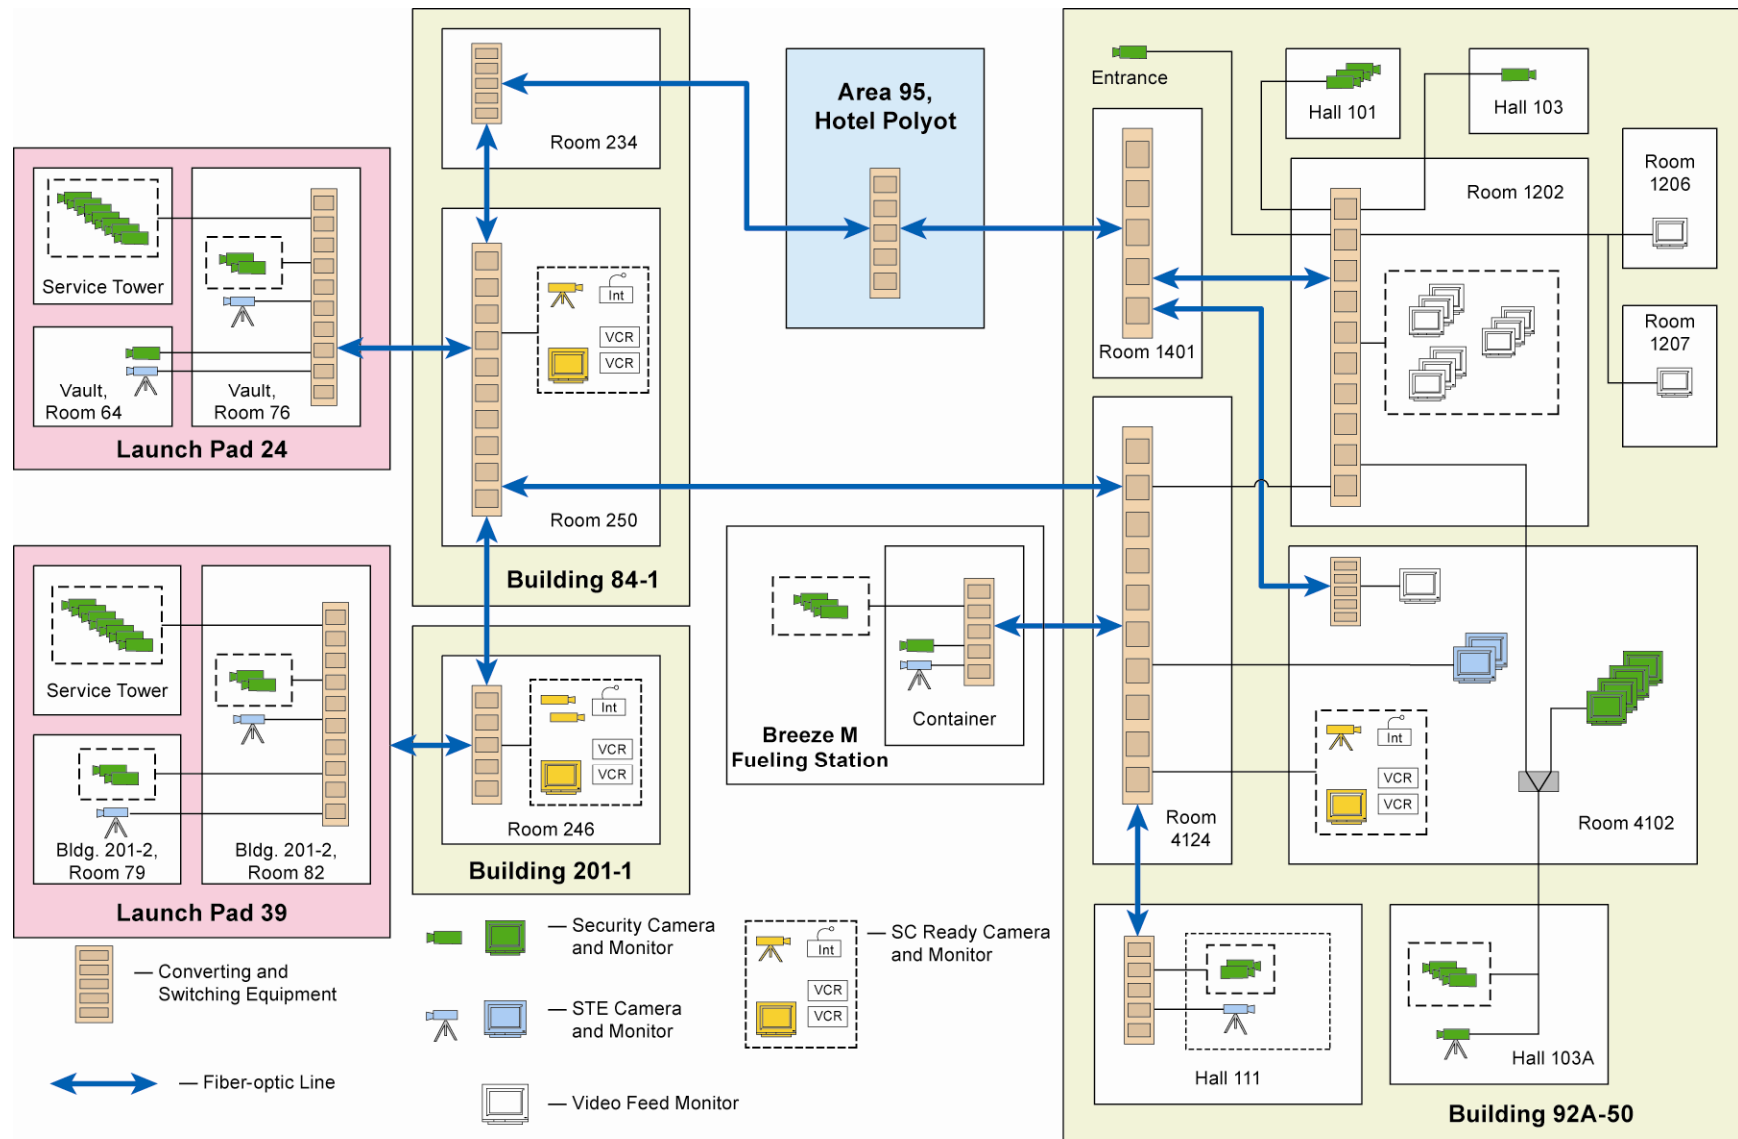 Service Tower
Vault,
Room 64
Vault,
Room 76
Launch Pad 24
Service Tower
Bldg. 201-2,
Room 79
Bldg. 201-2,
Room 82
Launch Pad 39
Room 234
Int
VCR
VCR
Room 250
Building 84-1
Int
VCR
VCR
Room 246
Building 201-1
Area 95,
Hotel Polyot
Container
Breeze M
Fueling Station
Entrance
Hall 101
Hall 103
Room 1401
Room 1202
Room
1206
Room
1207
Room
4124
Int
VCR
VCR
Room 4102
Hall 111
Hall 103A
Building 92A-50
— Converting and
Switching Equipment
— Fiber-optic Line
— Security Camera
and Monitor
— STE Camera
and Monitor
— Video Feed Monitor
Int
VCR
VCR
— SC Ready Camera
and Monitor